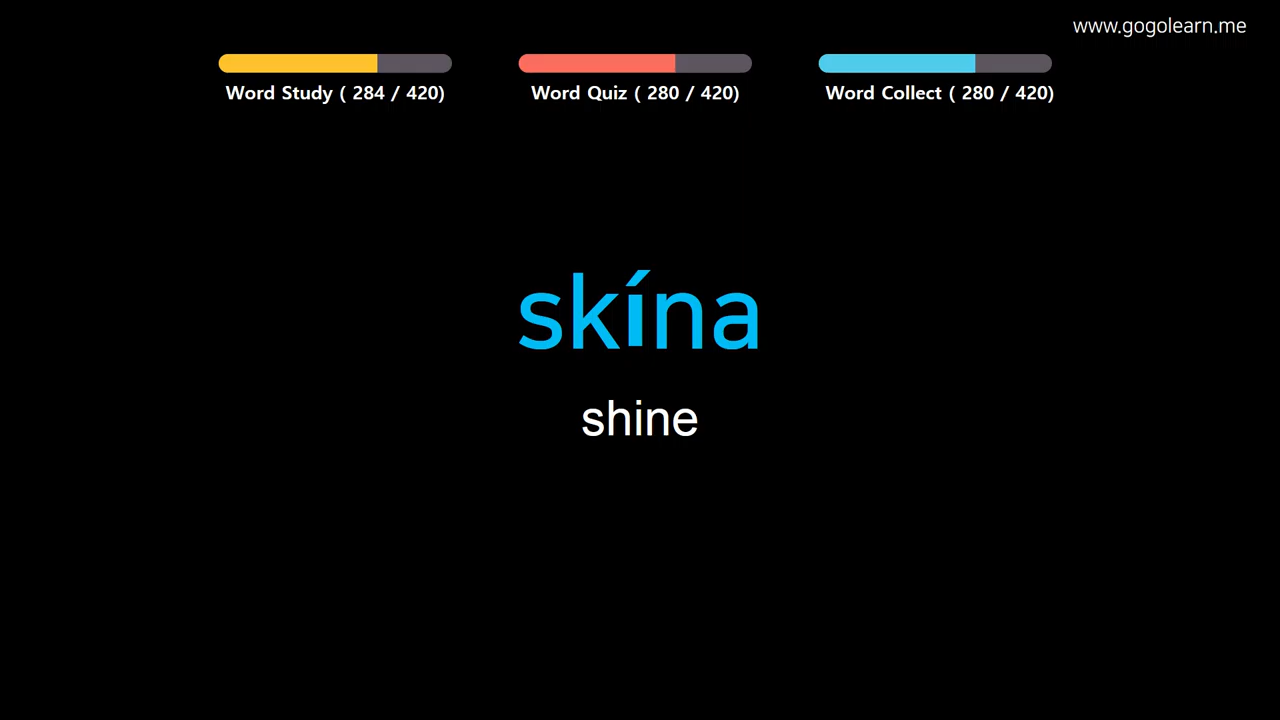 www.gogolearn.me
Word Study ( 284 / 420)
Word Quiz ( 280 / 420)
Word Collect ( 280 / 420)
skína
shine